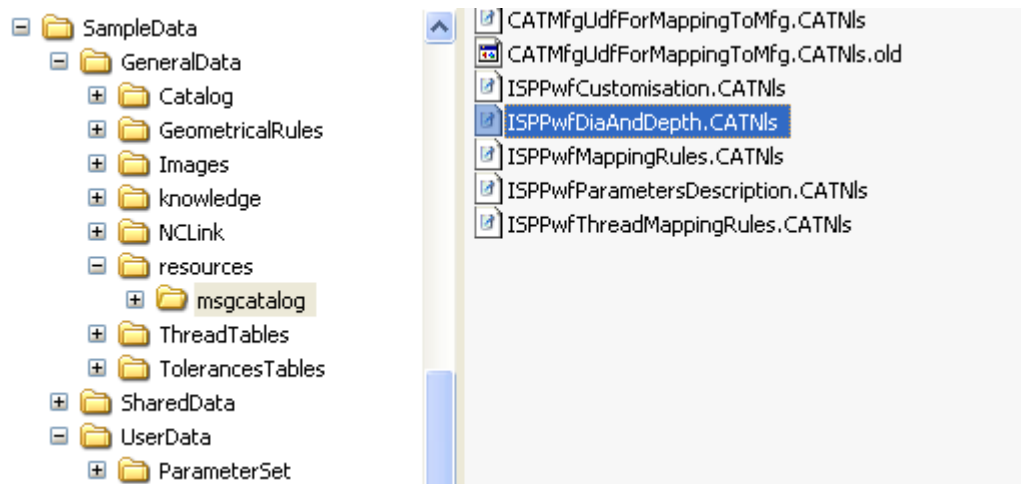 SampleData
GeneralData
Catalog
GeometricalRules
Images
knowledge
NCLink
resources
msgcatalog
ThreadTables
TolerancesTables
SharedData
UserData
ParameterSet
CATMfgUdfForMappingToMfg.CATNls
CATMfgUdfForMappingToMfg.CATNls.old
ISPPwfCustomisation.CATNls
ISPPwfDiaAndDepth.CATNls
ISPPwfMappingRules.CATNls
ISPPwfParametersDescription.CATNls
ISPPwfThreadMappingRules.CATNls